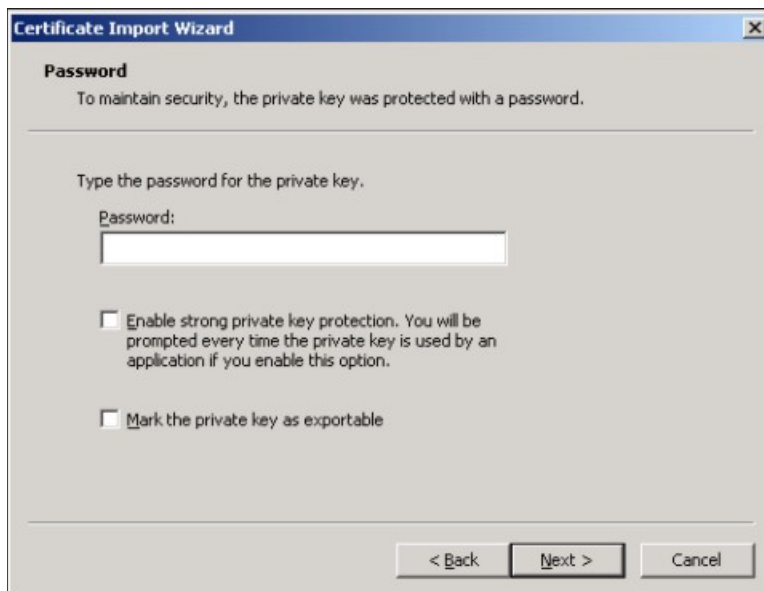 Certificate Import Wizard
Password
To maintain security, the private key was protected with a password.
Type the password for the private key.
Password:
Enable strong private key protection. You will be
prompted every time the private key is used by an
application if you enable this option.
Mark the private key as exportable
< Back
Next >
Cancel